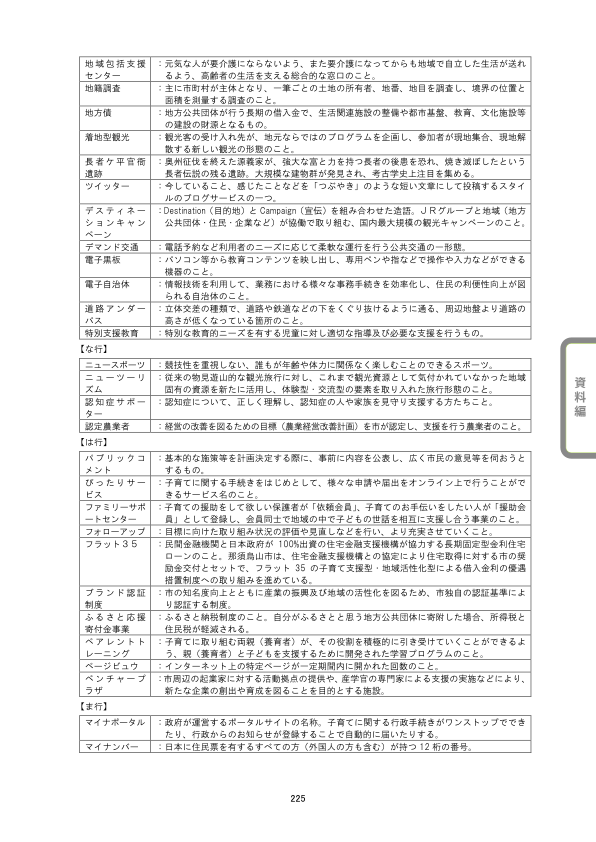 地域包括支援
センター
：元気な人が要介護にならないよう、また要介護になってからも地域で自立した生活が送れ
るよう、高齢者の生活を支える総合的な窓口のこと。
地籍調査
：主に市町村が主体となり、一筆ごとの土地の所有者、地番、地目を調査し、境界の位置と
面積を測量する調査のこと。
地方債
：地方公共団体が行う長期の借入金で、生活関連施設の整備や都市基盤、教育、文化施設等
の建設の財源となるもの。
着地型観光
：観光客の受け入れ先が、地元ならではのプログラムを企画し、参加者が現地集合、現地解
散する新しい観光の形態のこと。
長者ケ平官衙
遺跡
：奥州征伐を終えた源義家が、強大な富と力を持つ長者の後患を恐れ、焼き滅ぼしたという
長者伝説の残る遺跡。大規模な建物群が発見され、考古学史上注目を集める。
ツイッター
：今していること、感じたことなどを「つぶやき」のような短い文章にして投稿するスタイ
ルのブログサービスの一つ。
デスティネー
ションキャン
ペーン
：Destination（目的地）と Campaign（宣伝）を組み合わせた造語。ＪＲグループと地域（地方
公共団体・住民・企業など）が協働で取り組む、国内最大規模の観光キャンペーンのこと。
デマンド交通
：電話予約など利用者のニーズに応じて柔軟な運行を行う公共交通の一形態。
電子黒板
：パソコン等から教育コンテンツを映し出し、専用ペンや指などで操作や入力などができる
機器のこと。
電子自治体
：情報技術を利用して、業務における様々な事務手続きを効率化し、住民の利便性向上が図
られる自治体のこと。
道路アンダー
パス
：立体交差の種類で、道路や鉄道などの下をくぐり抜けるように通る、周辺地盤より道路の
高さが低くなっている箇所のこと。
特別支援教育
：特別な教育的ニーズを有する児童に対し適切な指導及び必要な支援を行うもの。
【な行】
ニュースポーツ
：競技性を重視しない、誰もが年齢や体力に関係なく楽しむことのできるスポーツ。
ニューツーリ
ズム
：従来の物見遊山的な観光旅行に対し、これまで観光資源として気付かれていなかった地域
固有の資源を新たに活用し、体験型・交流型の要素を取り入れた旅行形態のこと。
認知症サポー
ター
：認知症について、正しく理解し、認知症の人や家族を見守り支援する方たちこと。
認定農業者
：経営の改善を図るための目標（農業経営改善計画）を市が認定し、支援を行う農業者のこと。
【は行】
パブリックコ
メント
：基本的な施策等を計画決定する際に、事前に内容を公表し、広く市民の意見等を伺おうと
するもの。
ぴったりサー
ビス
：子育てに関する手続きをはじめとして、様々な申請や届出をオンライン上で行うことがで
きるサービス名のこと。
ファミリーサポ
ートセンター
：子育ての援助をして欲しい保護者が「依頼会員」、子育てのお手伝いをしたい人が「援助会
員」として登録し、会員同士で地域の中で子どもの世話を相互に支援し合う事業のこと。
フォローアップ
：目標に向けた取り組み状況の評価や見直しなどを行い、より充実させていくこと。
フラット３５
：民間金融機関と日本政府が 100%出資の住宅金融支援機構が協力する長期固定型金利住宅
ローンのこと。那須烏山市は、住宅金融支援機構との協定により住宅取得に対する市の奨
励金交付とセットで、フラット 35 の子育て支援型・地域活性化型による借入金利の優遇
措置制度への取り組みを進めている。
ブランド認証
制度
：市の知名度向上とともに産業の振興及び地域の活性化を図るため、市独自の認証基準によ
り認証する制度。
ふるさと応援
寄付金事業
：ふるさと納税制度のこと。自分がふるさとと思う地方公共団体に寄附した場合、所得税と
住民税が軽減される。
ペアレントト
レーニング
：子育てに取り組む両親（養育者）が、その役割を積極的に引き受けていくことができるよ
う、親（養育者）と子どもを支援するために開発された学習プログラムのこと。
ページビュウ
：インターネット上の特定ページが一定期間内に開かれた回数のこと。
ベンチャープ
ラザ
：市周辺の起業家に対する活動拠点の提供や、産学官の専門家による支援の実施などにより、
新たな企業の創出や育成を図ることを目的とする施設。
【ま行】
マイナポータル
：政府が運営するポータルサイトの名称。子育てに関する行政手続きがワンストップででき
たり、行政からのお知らせが登録することで自動的に届いたりする。
マイナンバー
：日本に住民票を有するすべての方（外国人の方も含む）が持つ 12 桁の番号。
資料編
225